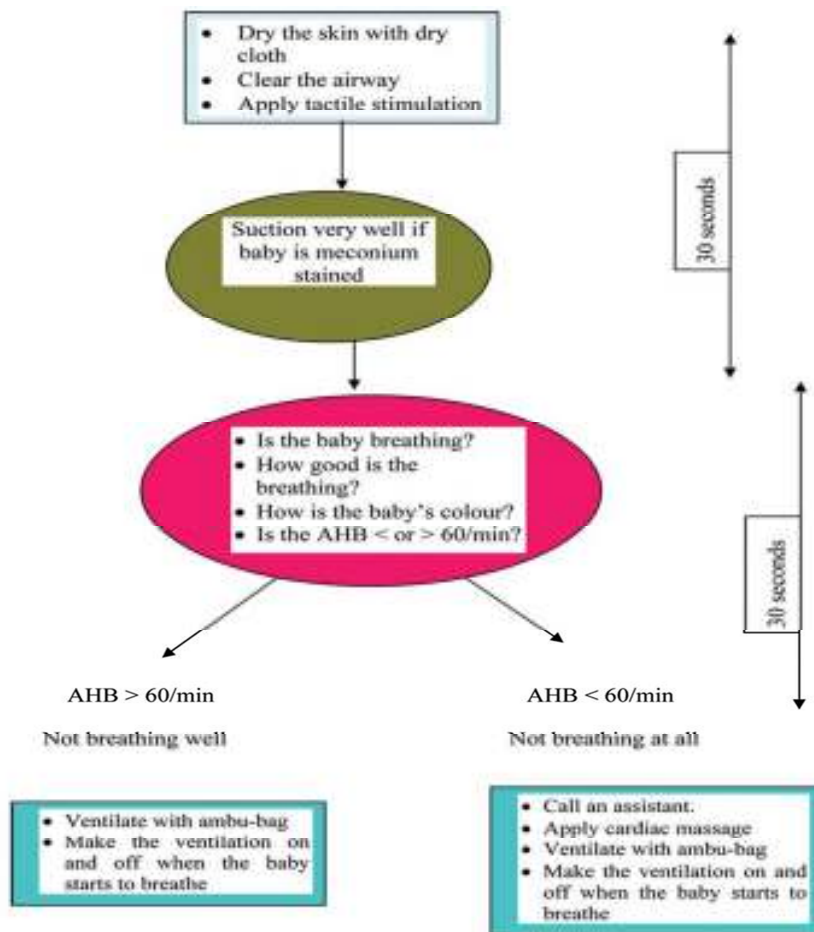 • Dry the skin with dry
cloth
• Clear the airway
• Apply tactile stimulation
Suction very well if
baby is meconium
stained
30 seconds
• Is the baby breathing?
• How good is the
breathing?
• How is the baby's colour?
• Is the AHB < or > 60/min?
30 seconds
AHB > 60/min
Not breathing well
AHB < 60/min
Not breathing at all
• Ventilate with ambu-bag
• Make the ventilation on
and off when the baby
starts to breathe
• Call an assistant.
• Apply cardiac massage
• Ventilate with ambu-bag
• Make the ventilation on and
off when the baby starts to
breathe